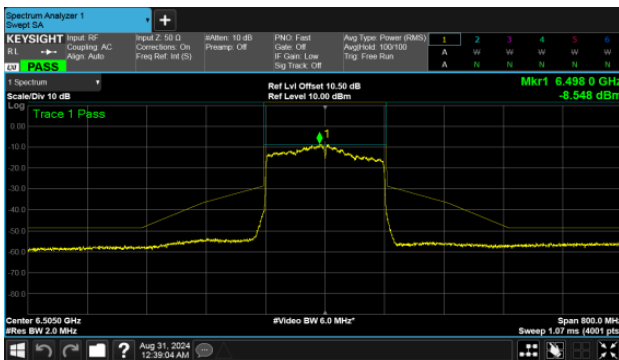 Spectrum Analyzer 1
Swept SA
+
KEYSIGHT Input: RF Input Z: 50 Ω #Atten: 10 dB PNO: Fast Avg Type: Power (RMS) 1 2 3 4 5 6
RL Coupling: AC Corrections: On Preamp: Off Gate: Off Avg|Hold: 100/100 A W W W W W
Align: Auto Freq Ref: Int (S) IF Gain: Low Trig: Free Run
LXI PASS Sig Track: Off A N N N N N
1 Spectrum
Scale/Div 10 dB
Ref Lvl Offset 10.50 dB
Ref Level 10.00 dBm
Mkr1 6.498 0 GHz
-8.548 dBm
Log
Trace 1 Pass
0.00
1
-10.0
-20.0
-30.0
-40.0
-50.0
-60.0
-70.0
-80.0
Center 6.5050 GHz #Video BW 6.0 MHz* Span 800.0 MHz
#Res BW 2.0 MHz Sweep 1.07 ms (4001 pts)
? Aug 31, 2024
12:39:04 AM